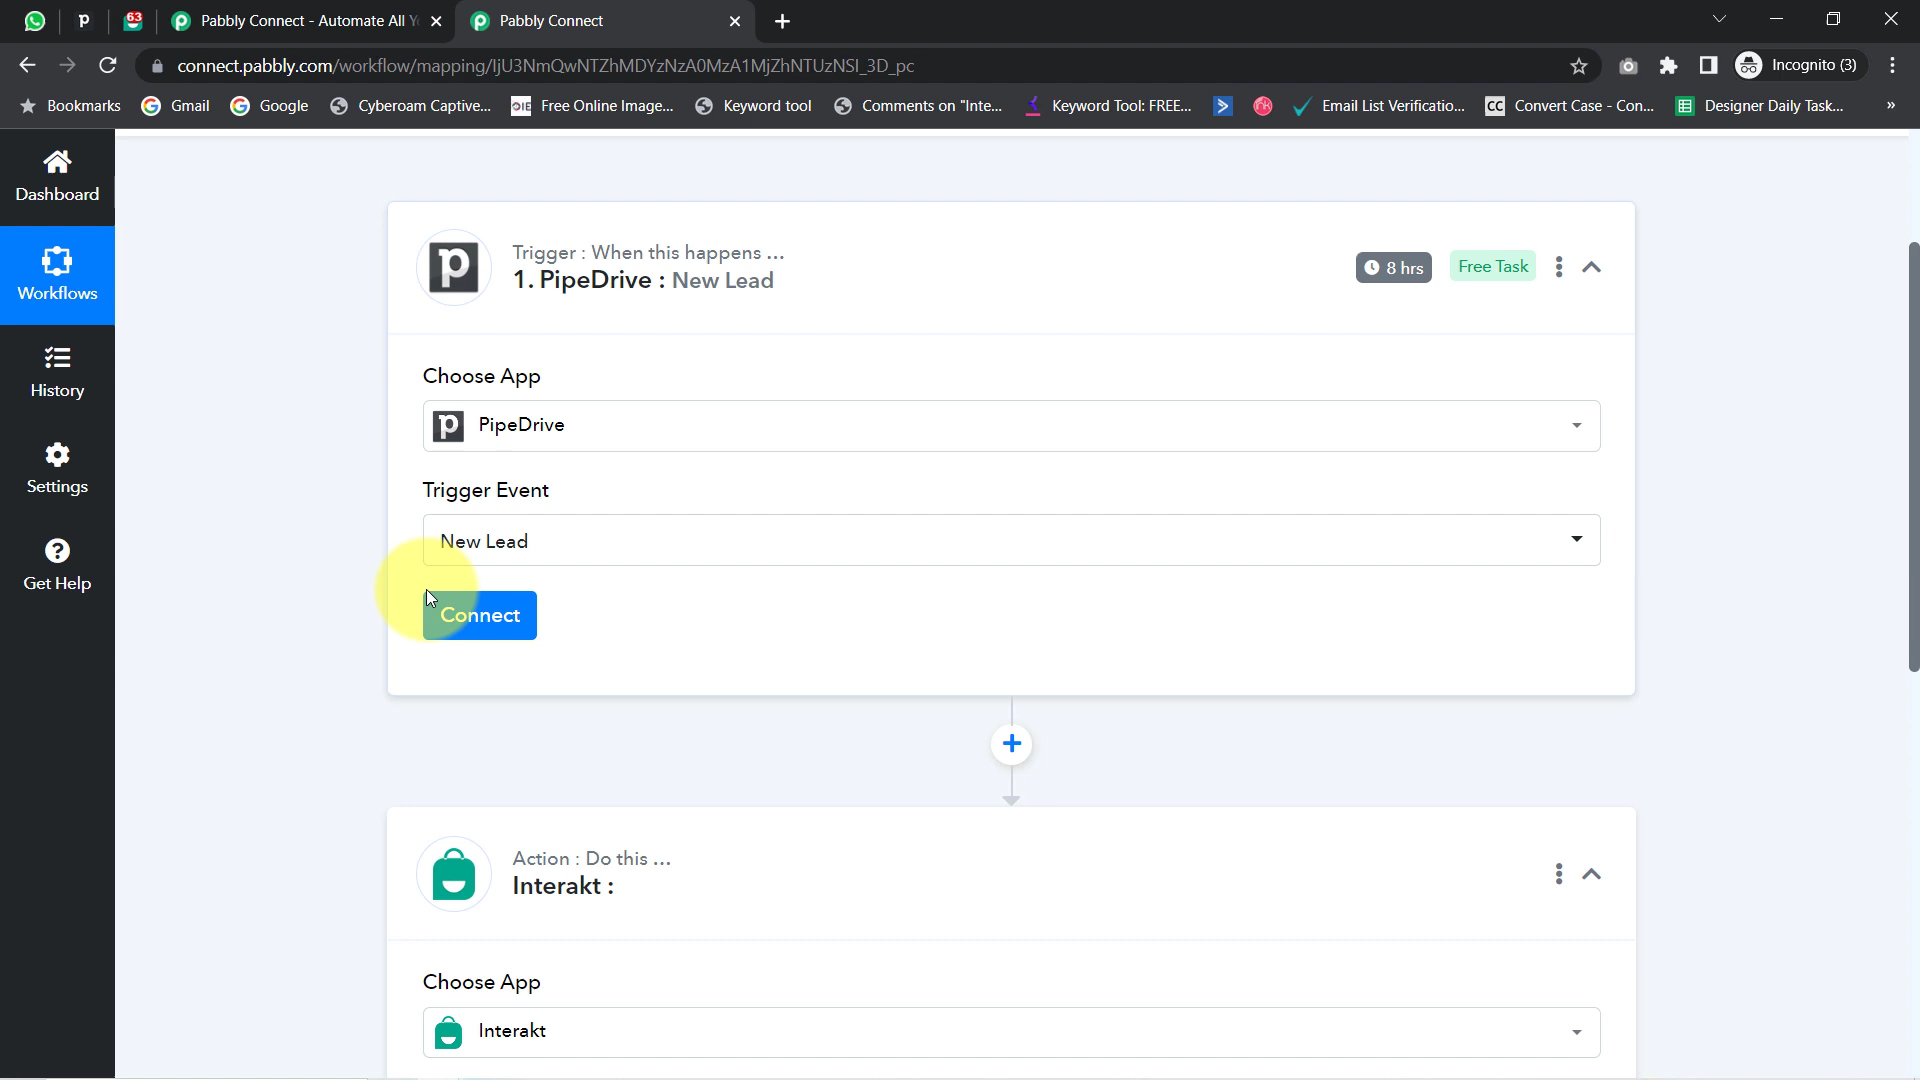 63
Pabbly Connect - Automate All Y
Pabbly Connect
connect.pabbly.com/workflow/mapping/IjU3NmQwNTZhMDYzNzA0MzA1MjZhNTUzNSI_3D_pc
Incognito (3)
Bookmarks
Gmail
Google
Cyberoam Captive...
OIE Free Online Image...
Keyword tool
Comments on "Inte...
Keyword Tool: FREE...
Email List Verificatio...
CC Convert Case - Con...
Designer Daily Task...
»
Dashboard
Workflows
History
Settings
Get Help
Trigger : When this happens ...
1. PipeDrive : New Lead
8 hrs
Free Task
Choose App
PipeDrive
Trigger Event
New Lead
Connect
Action : Do this ...
Interakt :
Choose App
Interakt